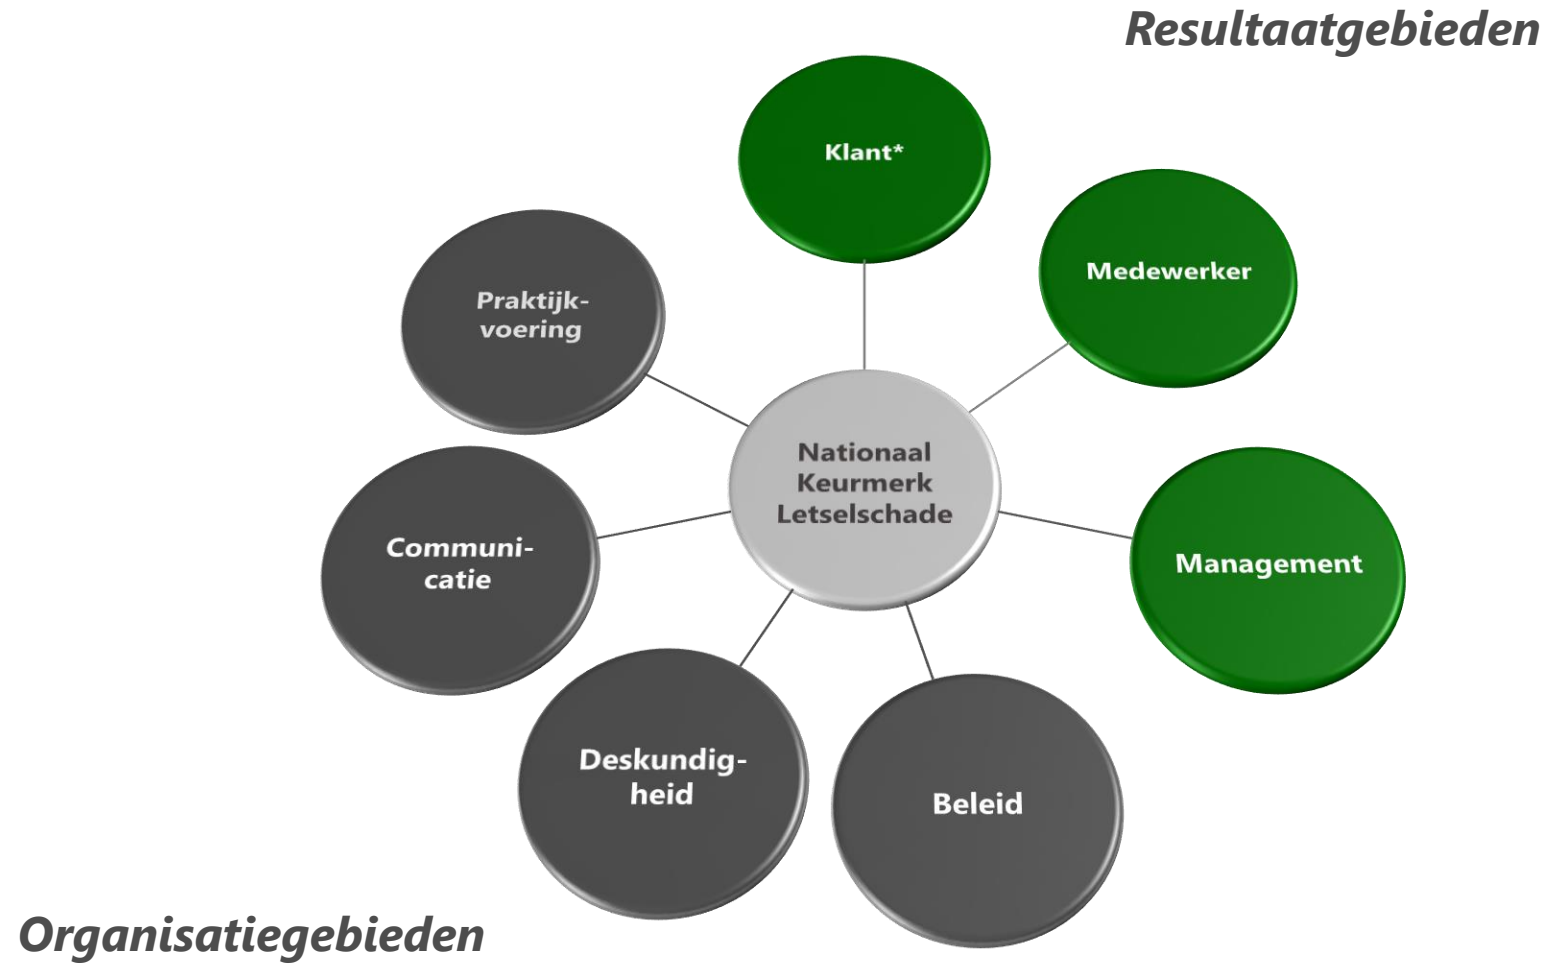 Resultaatgebieden
Klant*
Medewerker
Praktijk-
voering
Nationaal
Keurmerk
Letselschade
Communi-
catie
Management
Deskundig-
heid
Beleid
Organisatiegebieden